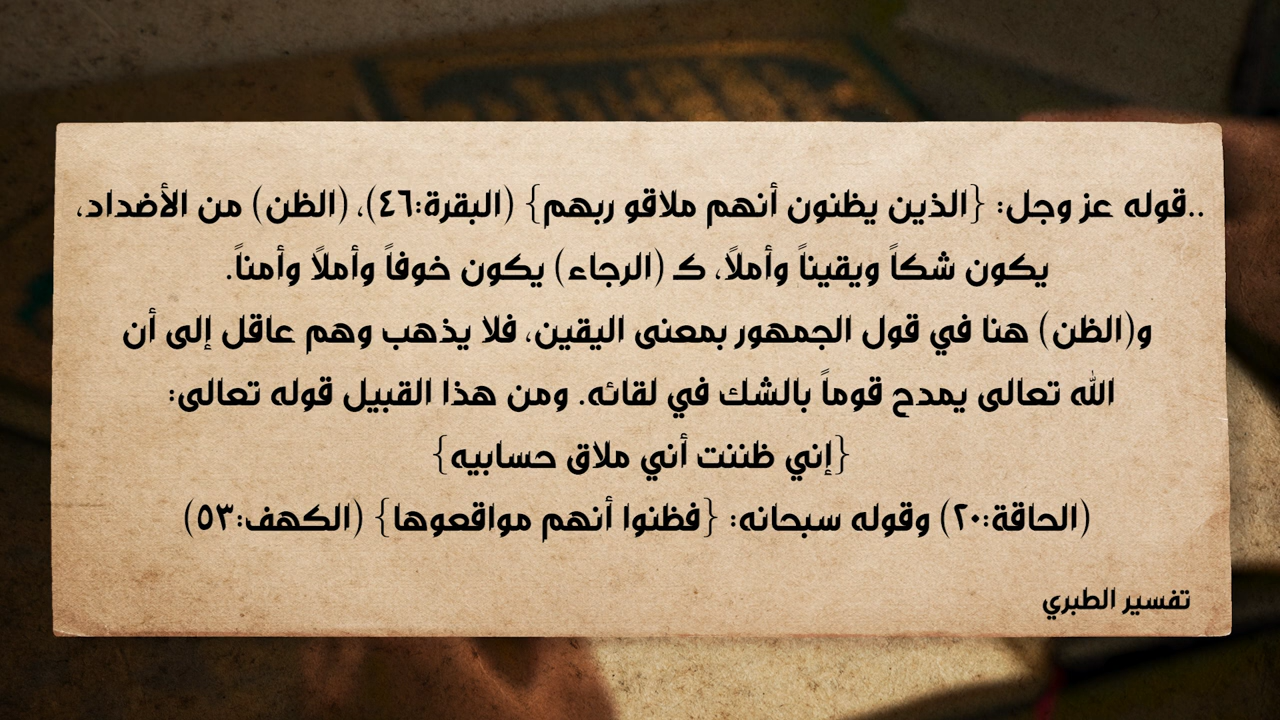 ..قوله عز وجل: {الذين يظنون أنهم ملاقو ربهم} (البقرة:٤٦)، (الظن) من الأضداد،
يكون شكاً ويقيناً وأملاً، كـ (الرجاء) يكون خوفاً وأملاً وأمناً.
و(الظن) هنا في قول الجمهور بمعنى اليقين، فلا يذهب وهم عاقل إلى أن
الله تعالى يمدح قوماً بالشك في لقائه. ومن هذا القبيل قوله تعالى:
{إني ظننت أني ملاق حسابيه}
(الحاقة:٢٠) وقوله سبحانه: {فظنوا أنهم مواقعوها} (الكهف:٥٣)
تفسير الطبري